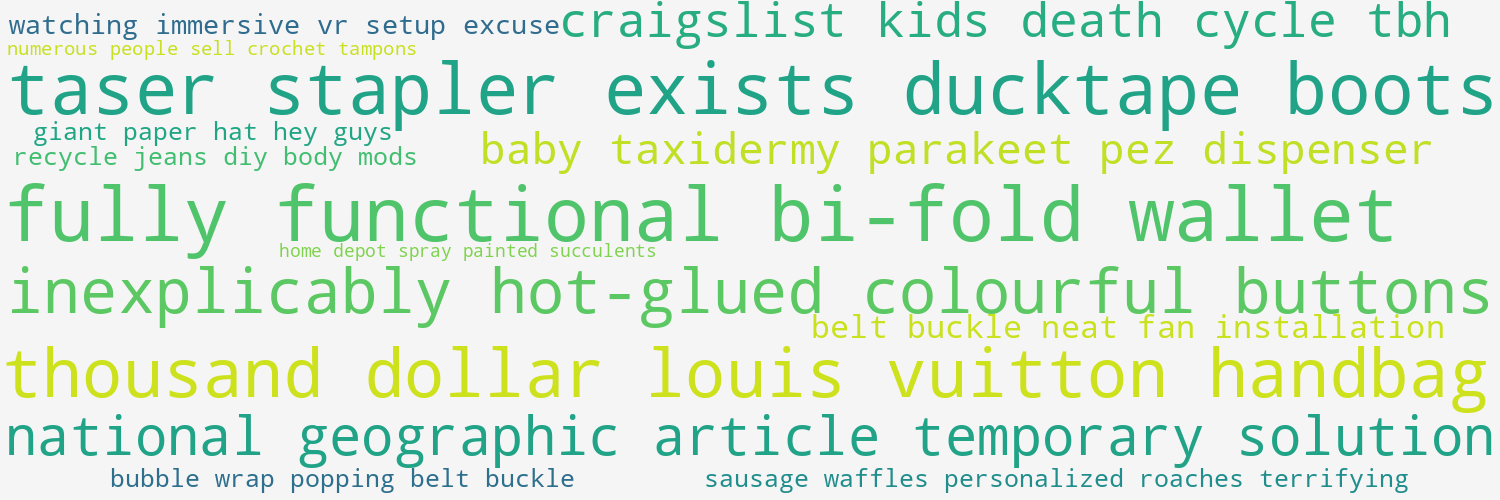 watching immersive vr setup excuse
craigslist kids death cycle tbh
numerous people sell crochet tampons
taser stapler exists ducktape boots
giant paper hat hey guys
recycle jeans diy body mods
baby taxidermy parakeet pez dispenser
fully functional bi-fold wallet
home depot spray painted succulents
inexplicably hot-glued colourful buttons
belt buckle neat fan installation
thousand dollar louis vuitton handbag
national geographic article temporary solution
bubble wrap popping belt buckle
sausage waffles personalized roaches terrifying